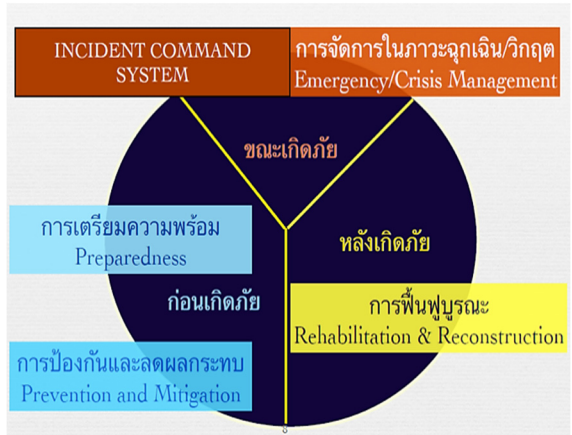 INCIDENT COMMAND
SYSTEM
การจัดการในภาวะฉุกเฉิน/วิกฤต
Emergency/Crisis Management
ขณะเกิดภัย
การเตรียมความพร้อม
Preparedness
หลังเกิดภัย
ก่อนเกิดภัย
การฟื้นฟูบูรณะ
Rehabilitation & Reconstruction
การป้องกันและลดผลกระทบ
Prevention and Mitigation